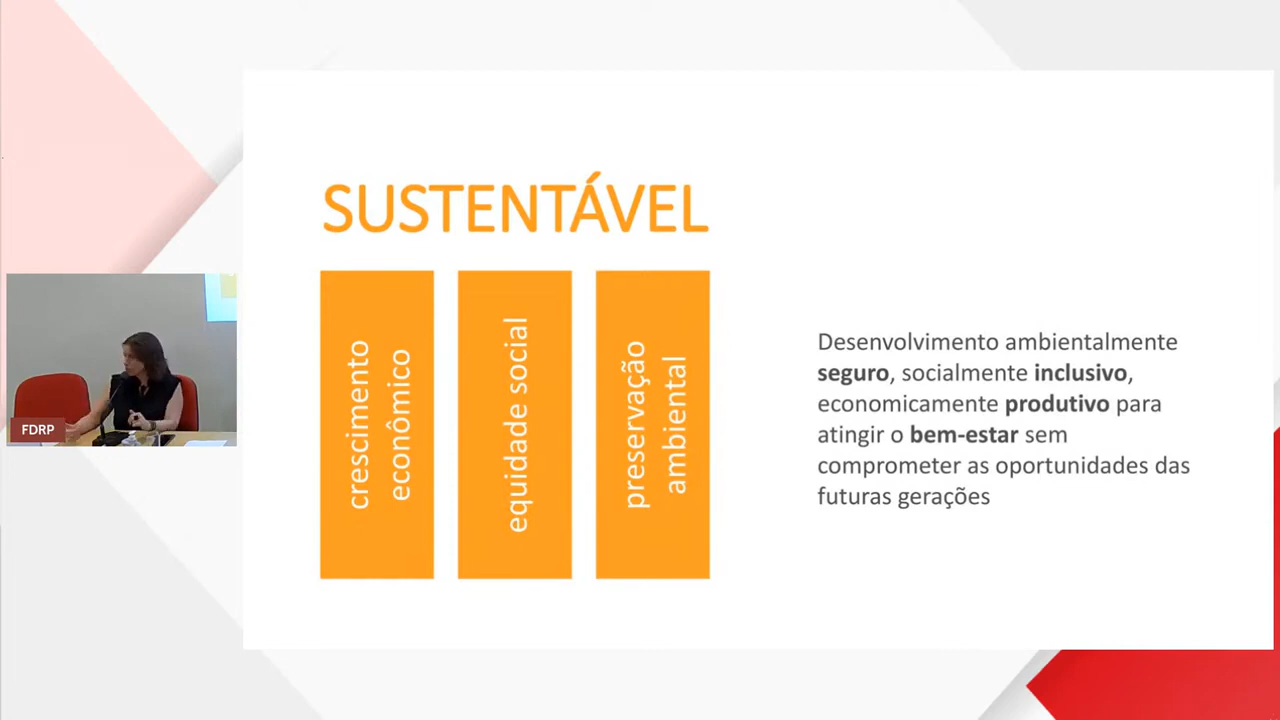 SUSTENTÁVEL
crescimento
econômico
equidade social
preservação
ambiental
Desenvolvimento ambientalmente
seguro, socialmente inclusivo,
economicamente produtivo para
atingir o bem-estar sem
comprometer as oportunidades das
futuras gerações
FDRP